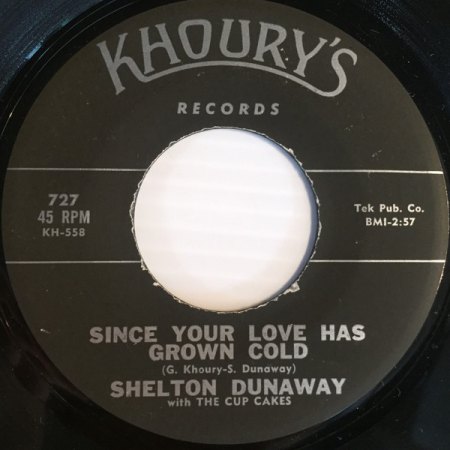 KHOURY'S
RECORDS
727
45 RPM
KH-558
Tek Pub. Co.
BMI-2:57
SINCE YOUR LOVE HAS
GROWN COLD
(G. Khoury-S. Dunaway)
SHELTON DUNAWAY
with THE CUP CAKES